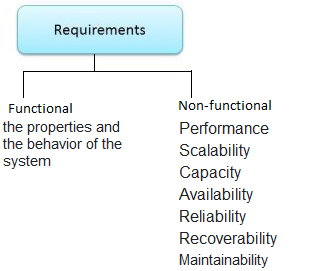 Requirements
Functional
the properties and
the behavior of the
system
Non-functional
Performance
Scalability
Capacity
Availability
Reliability
Recoverability
Maintainability